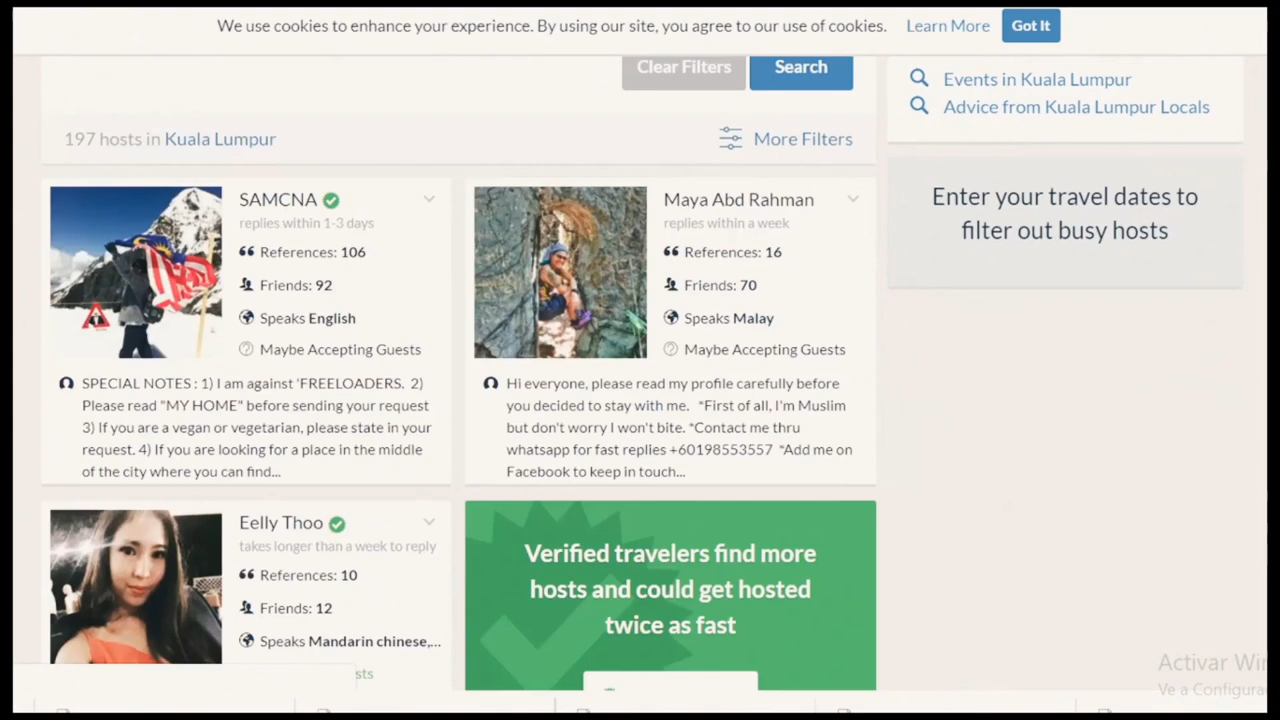 We use cookies to enhance your experience. By using our site, you agree to our use of cookies. Learn More Got It
Clear Filters Search
197 hosts in Kuala Lumpur More Filters
SAMCNA
replies within 1-3 days
References: 106
Friends: 92
Speaks English
Maybe Accepting Guests
SPECIAL NOTES : 1) I am against 'FREELOADERS. 2)
Please read "MY HOME" before sending your request
3) If you are a vegan or vegetarian, please state in your
request. 4) If you are looking for a place in the middle
of the city where you can find...
Maya Abd Rahman
replies within a week
References: 16
Friends: 70
Speaks Malay
Maybe Accepting Guests
Hi everyone, please read my profile carefully before
you decided to stay with me. *First of all, I'm Muslim
but don't worry I won't bite. *Contact me thru
whatsapp for fast replies +60198553557 *Add me on
Facebook to keep in touch...
Eelly Thoo
takes longer than a week to reply
References: 10
Friends: 12
Speaks Mandarin chinese,...
sts
Verified travelers find more
hosts and could get hosted
twice as fast
Events in Kuala Lumpur
Advice from Kuala Lumpur Locals
Enter your travel dates to
filter out busy hosts
Activar Win
Ve a Configura